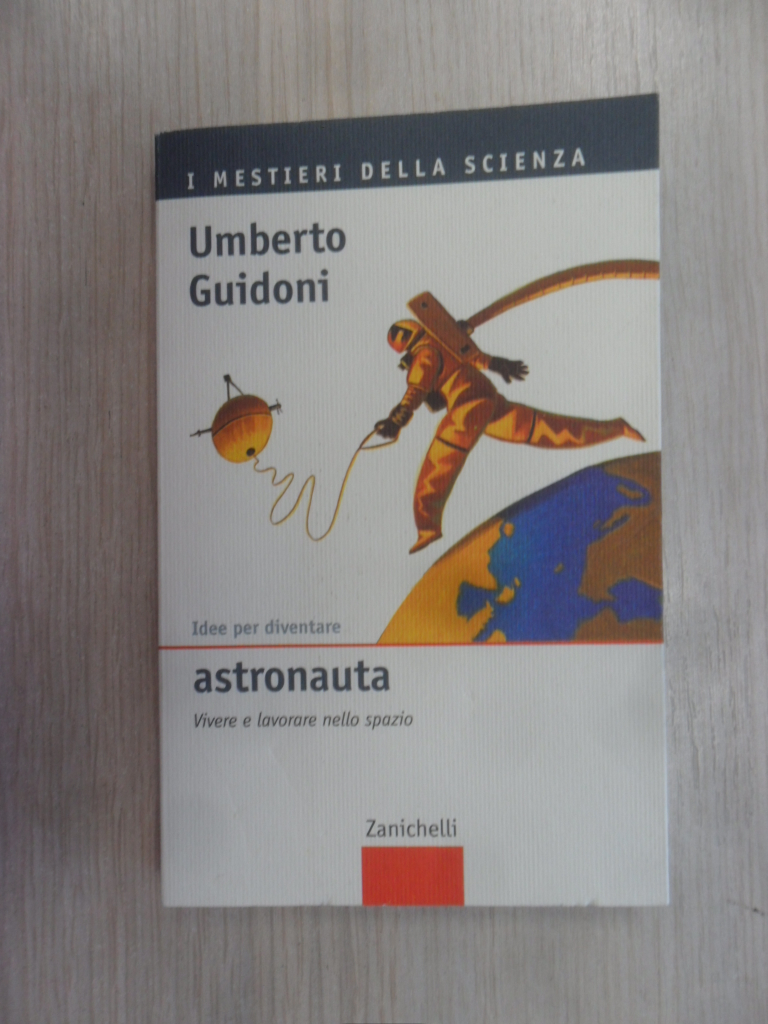 I MESTIERI DELLA SCIENZA
Umberto
Guidoni
Idee per diventare
astronauta
Vivere e lavorare nello spazio
Zanichelli